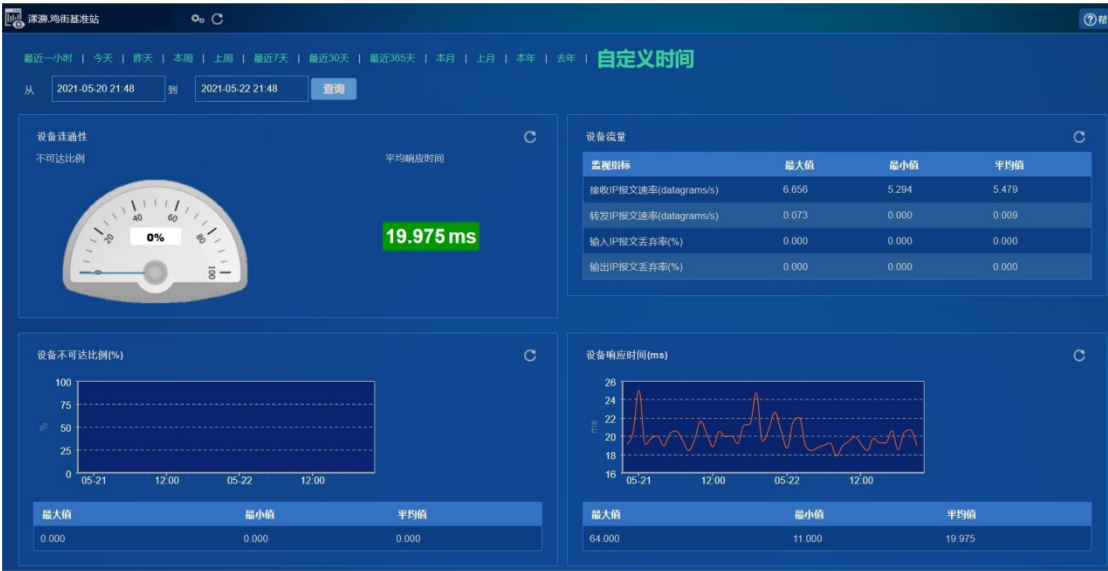 漾濞.鸡街基准站
帮
最近一小时 | 今天 | 昨天 | 本周 | 上周 | 最近7天 | 最近30天 | 最近365天 | 本月 | 上月 | 本年 | 去年 | 自定义时间
从 2021-05-20 21:48 到 2021-05-22 21:48 查询
设备连通性
不可达比例 平均响应时间
0 20 40 60 80 100
0%
19.975 ms
设备流量
监视指标 最大值 最小值 平均值
接收IP报文速率(datagrams/s) 6.656 5.294 5.479
转发IP报文速率(datagrams/s) 0.073 0.000 0.009
输入IP报文丢弃率(%) 0.000 0.000 0.000
输出IP报文丢弃率(%) 0.000 0.000 0.000
设备不可达比例(%)
100
75
50
25
0
%
05-21 12:00 05-22 12:00
最大值 最小值 平均值
0.000 0.000 0.000
设备响应时间(ms)
26
24
22
20
18
16
ms
05-21 12:00 05-22 12:00
最大值 最小值 平均值
64.000 11.000 19.975